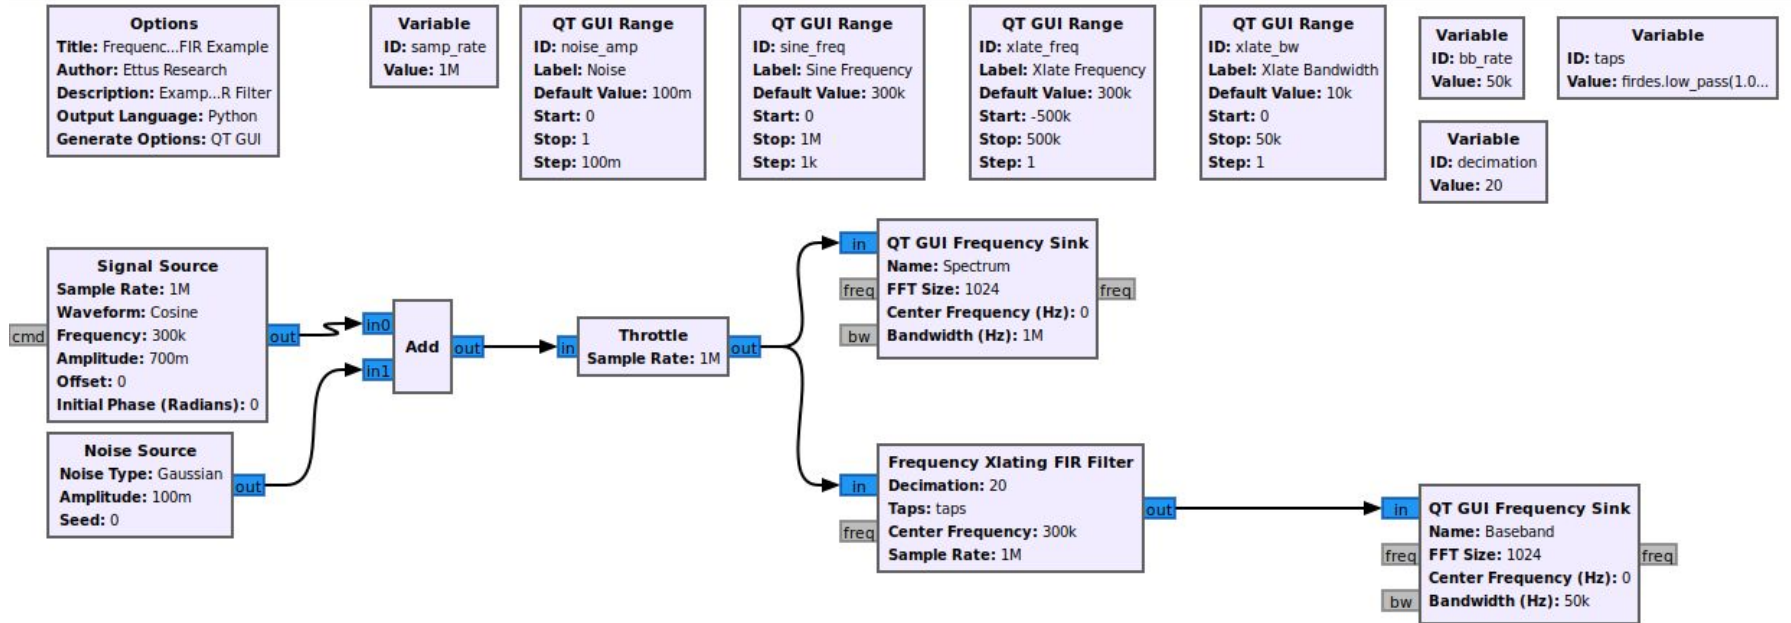 Options
Title: Frequenc...FIR Example
Author: Ettus Research
Description: Examp...R Filter
Output Language: Python
Generate Options: QT GUI
Variable
ID: samp_rate
Value: 1M
QT GUI Range
ID: noise_amp
Label: Noise
Default Value: 100m
Start: 0
Stop: 1
Step: 100m
QT GUI Range
ID: sine_freq
Label: Sine Frequency
Default Value: 300k
Start: 0
Stop: 1M
Step: 1k
QT GUI Range
ID: xlate_freq
Label: Xlate Frequency
Default Value: 300k
Start: -500k
Stop: 500k
Step: 1
QT GUI Range
ID: xlate_bw
Label: Xlate Bandwidth
Default Value: 10k
Start: 0
Stop: 50k
Step: 1
Variable
ID: bb_rate
Value: 50k
Variable
ID: taps
Value: firdes.low_pass(1.0...
Variable
ID: decimation
Value: 20
cmd
Signal Source
Sample Rate: 1M
Waveform: Cosine
Frequency: 300k
Amplitude: 700m
Offset: 0
Initial Phase (Radians): 0
out
Noise Source
Noise Type: Gaussian
Amplitude: 100m
Seed: 0
out
in0
in1
Add
out
in
Throttle
Sample Rate: 1M
out
in
freq
bw
QT GUI Frequency Sink
Name: Spectrum
FFT Size: 1024
Center Frequency (Hz): 0
Bandwidth (Hz): 1M
freq
in
freq
Frequency Xlating FIR Filter
Decimation: 20
Taps: taps
Center Frequency: 300k
Sample Rate: 1M
out
in
freq
bw
QT GUI Frequency Sink
Name: Baseband
FFT Size: 1024
Center Frequency (Hz): 0
Bandwidth (Hz): 50k
freq